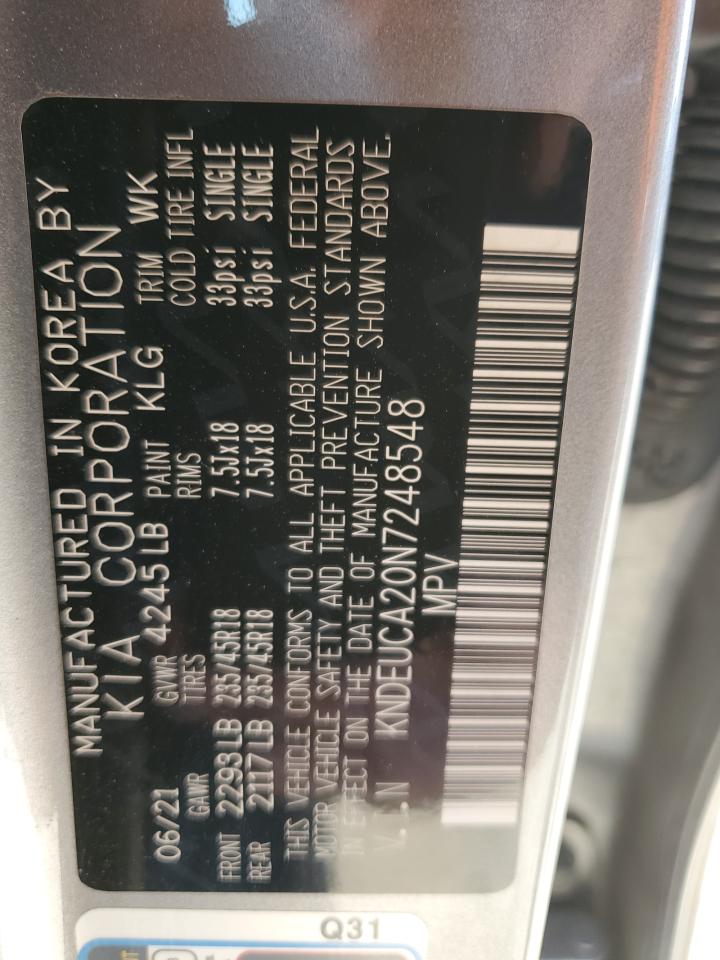 MANUFACTURED IN KOREA BY
KIA CORPORATION
06/21 GVWR 4245LB PAINT KLG TRIM WK
GAWR TIRES RIMS COLD TIRE INFL
FRONT 2293LB 235/45R18 7.5Jx18 33psi SINGLE
REAR 2117LB 235/45R18 7.5Jx18 33psi SINGLE
THIS VEHICLE CONFORMS TO ALL APPLICABLE U.S.A. FEDERAL
MOTOR VEHICLE SAFETY AND THEFT PREVENTION STANDARDS
IN EFFECT ON THE DATE OF MANUFACTURE SHOWN ABOVE.
V.I.N KNDEUCA20N7248548
MPV
Q31